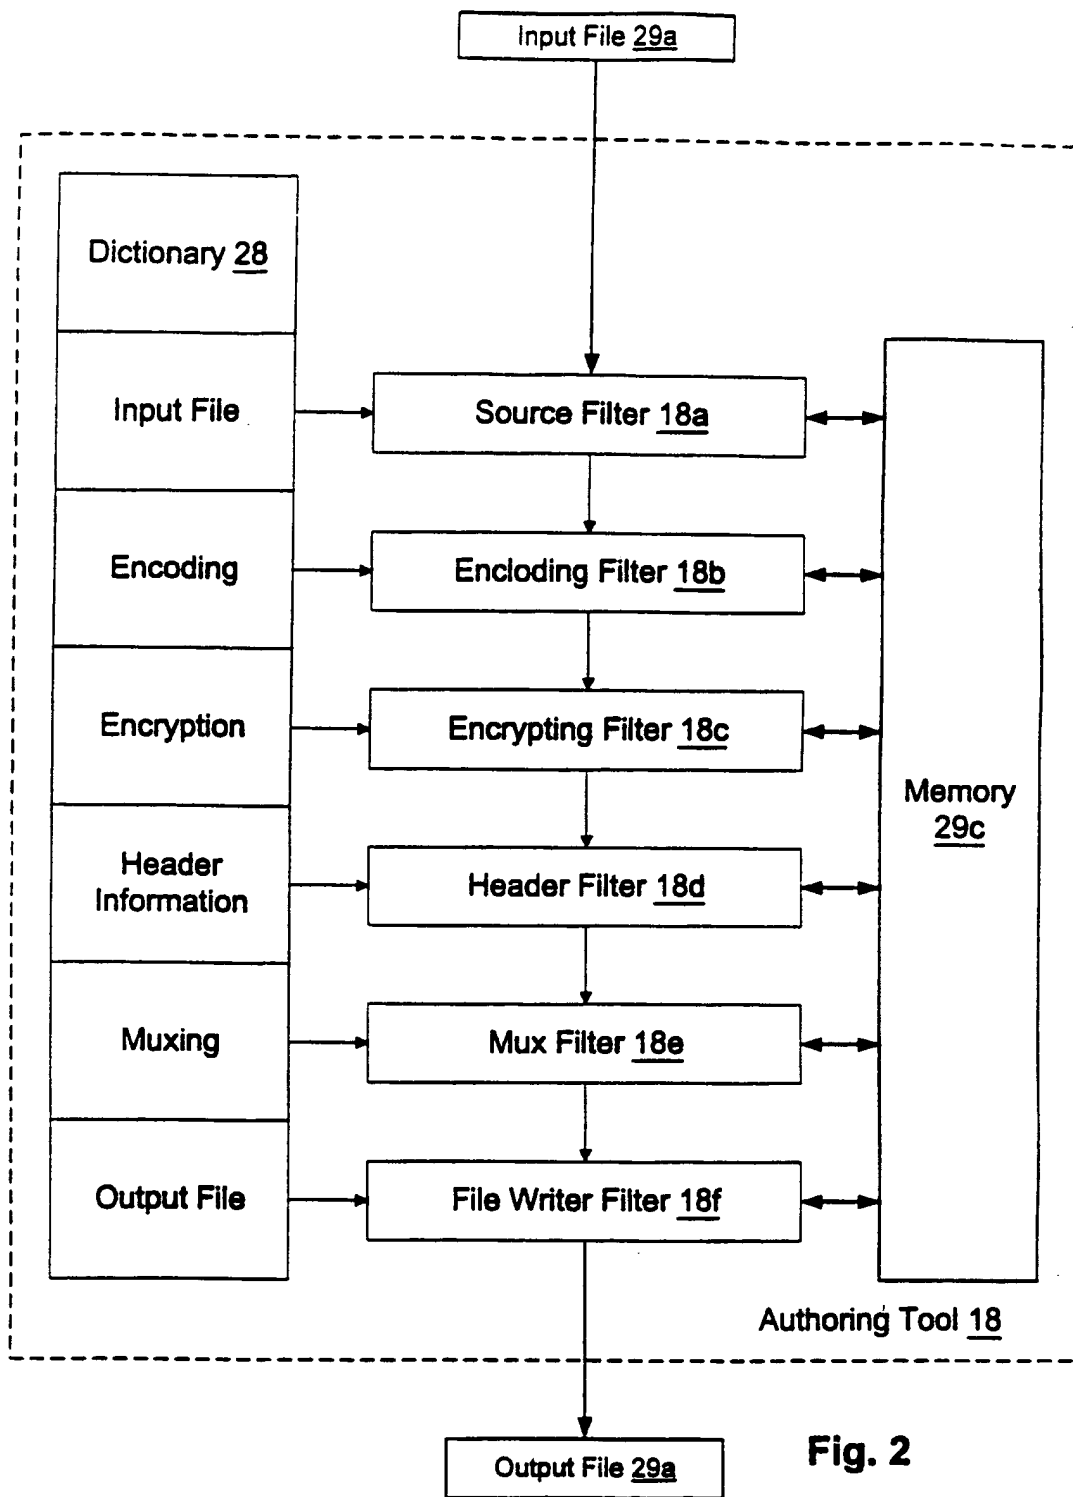 Input File 29a
Dictionary 28
Input File
Source Filter 18a
Encoding
Encloding Filter 18b
Encryption
Encrypting Filter 18c
Memory
29c
Header
Information
Header Filter 18d
Muxing
Mux Filter 18e
Output File
File Writer Filter 18f
Authoring Tool 18
Output File 29a
Fig. 2